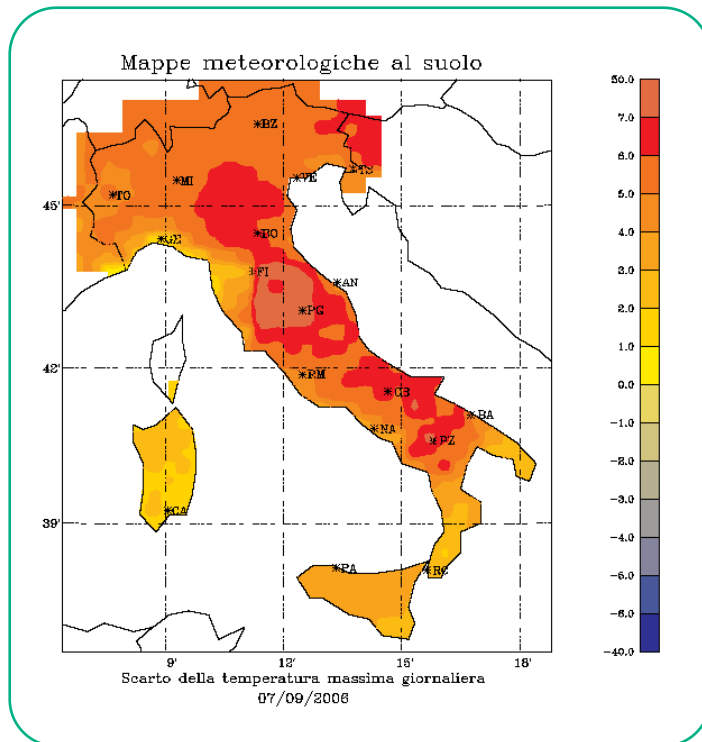 Mappe meteorologiche al suolo
50.0
7.0
6.0
5.0
4.0
3.0
2.0
1.0
0.0
-1.0
-2.0
-3.0
-4.0
-5.0
-6.0
-40.0
45'
42'
39'
*BZ
*TO
*MI
*VE
*TS
*GE
*BO
*FI
*AN
*PG
*RM
*CB
*BA
*NA
*PZ
*CA
*PA
*RC
9'
12'
15'
18'
Scarto della temperatura massima giornaliera
07/09/2006